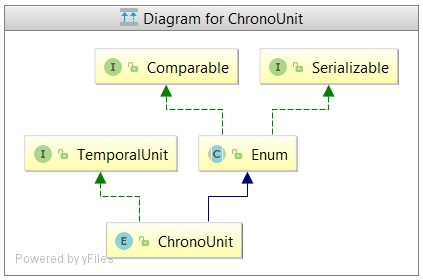 Diagram for ChronoUnit
I Comparable
I Serializable
I TemporalUnit
C Enum
E ChronoUnit
Powered by yFiles